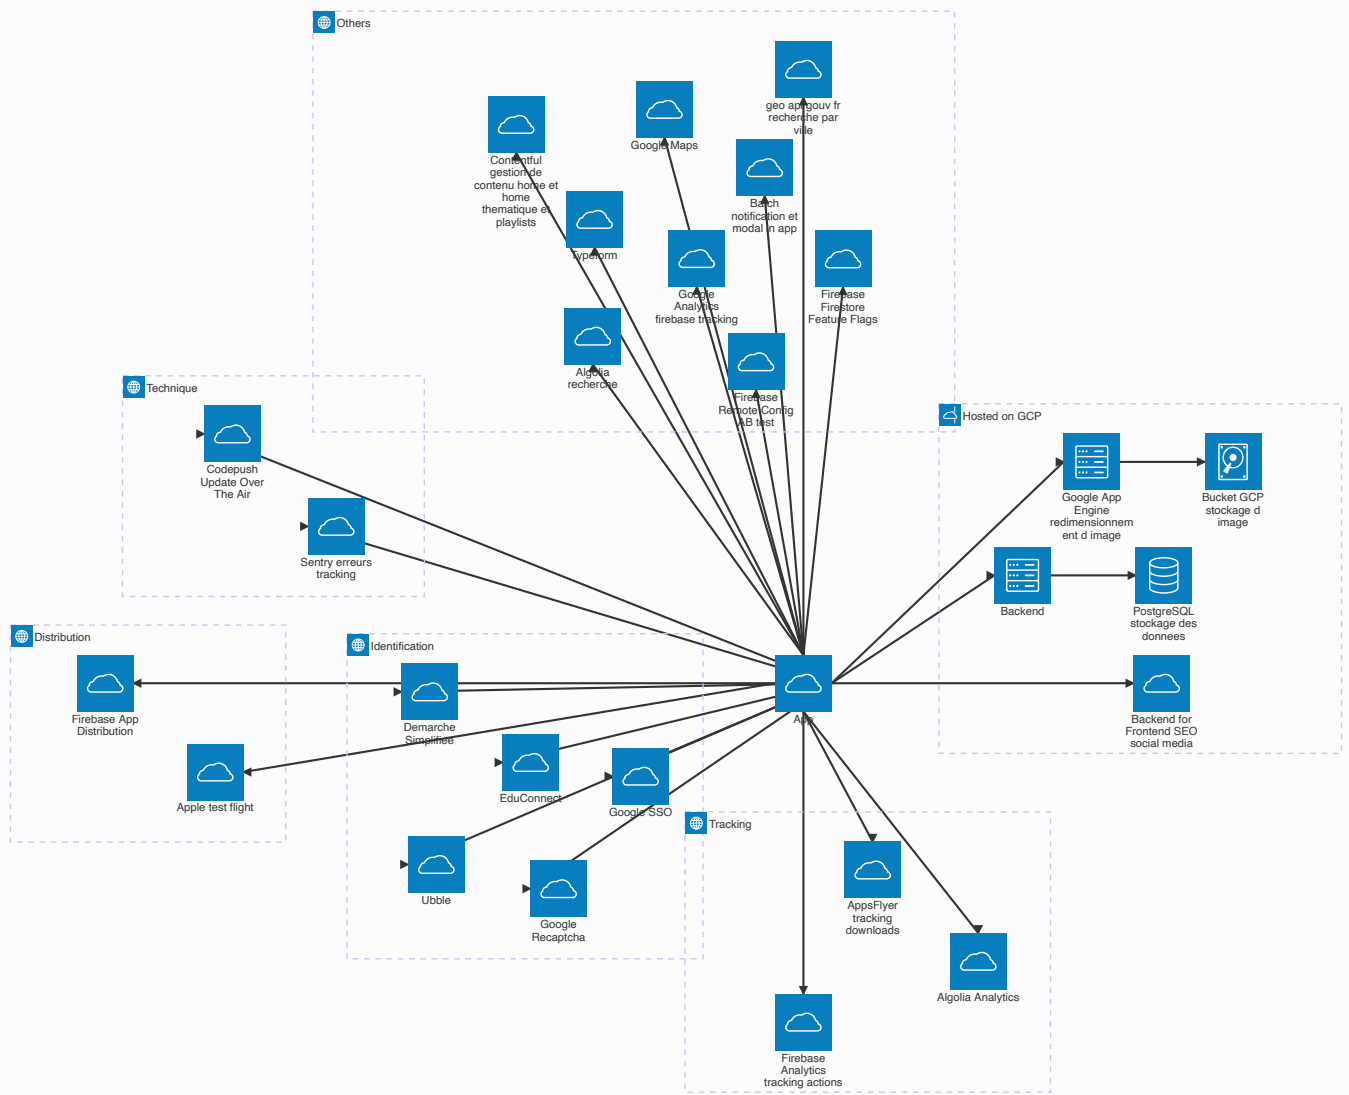 Others
geo api gouv fr
recherche par
ville
Google Maps
Contentful
gestion de
contenu home et
home
thematique et
playlists
Batch
notification et
modal in app
Typeform
Google
Analytics
firebase tracking
Firebase
Firestore
Feature Flags
Algolia
recherche
Firebase
Remote Config
AB test
Technique
Codepush
Update Over
The Air
Sentry erreurs
tracking
Hosted on GCP
Google App
Engine
redimensionnem
ent d image
Bucket GCP
stockage d
image
Backend
PostgreSQL
stockage des
donnees
Backend for
Frontend SEO
social media
Distribution
Firebase App
Distribution
Apple test flight
Identification
Demarche
Simplifiee
EduConnect
Google SSO
Ubble
Google
Recaptcha
App
Tracking
AppsFlyer
tracking
downloads
Algolia Analytics
Firebase
Analytics
tracking actions